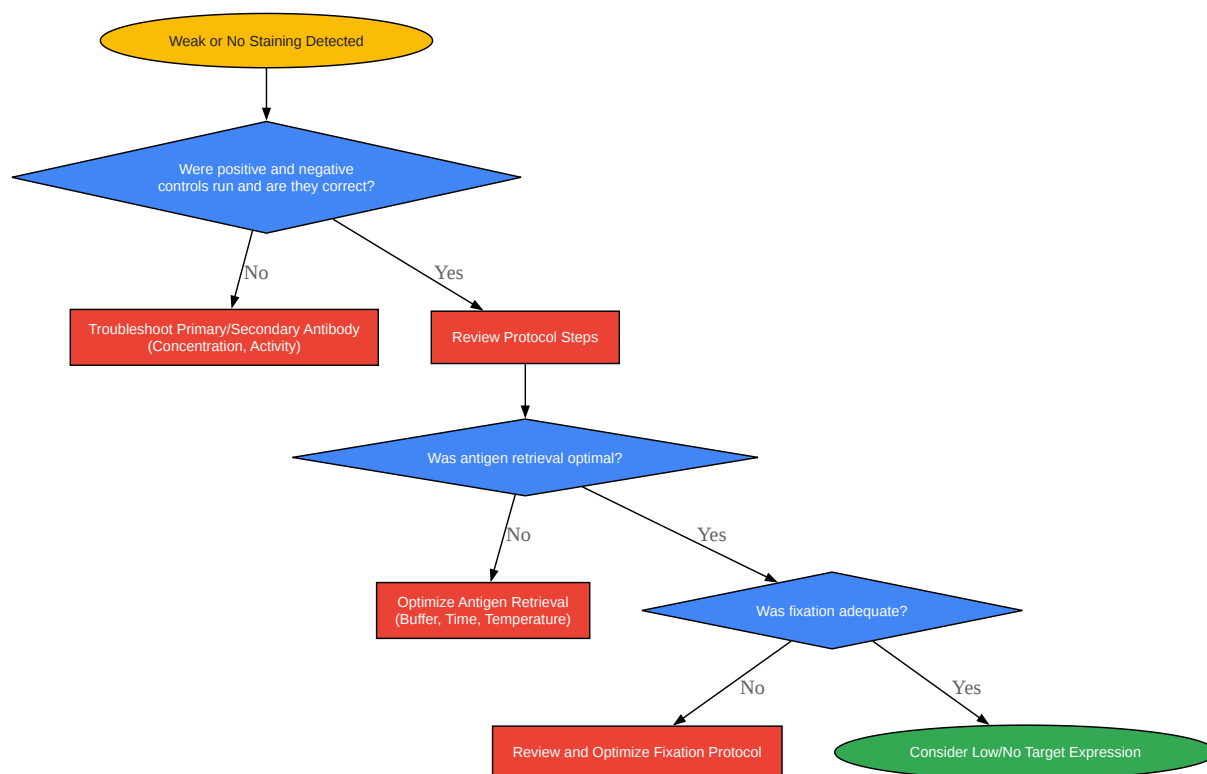 Weak or No Staining Detected
Were positive and negative
controls run and are they correct?
No
Yes
Troubleshoot Primary/Secondary Antibody
(Concentration, Activity)
Review Protocol Steps
Was antigen retrieval optimal?
No
Yes
Optimize Antigen Retrieval
(Buffer, Time, Temperature)
Was fixation adequate?
No
Yes
Review and Optimize Fixation Protocol
Consider Low/No Target Expression